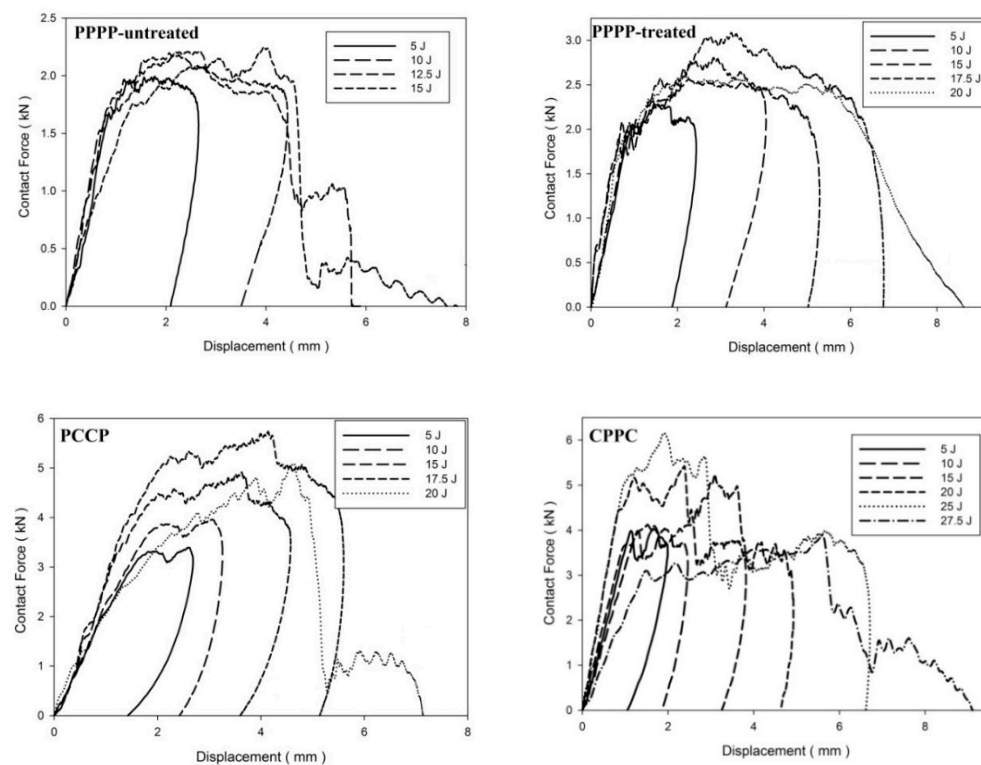 PPPP-untreated
5 J
10 J
12.5 J
15 J
Contact Force ( kN )
2.5
2.0
1.5
1.0
0.5
0.0
0 2 4 6 8
Displacement ( mm )
PPPP-treated
5 J
10 J
15 J
17.5 J
20 J
Contact Force ( kN )
3.0
2.5
2.0
1.5
1.0
0.5
0.0
0 2 4 6 8
Displacement ( mm )
PCCP
5 J
10 J
15 J
17.5 J
20 J
Contact Force ( kN )
6
5
4
3
2
1
0
0 2 4 6 8
Displacement ( mm )
CPPC
5 J
10 J
15 J
20 J
25 J
27.5 J
Contact Force ( kN )
6
5
4
3
2
1
0
0 2 4 6 8
Displacement ( mm )